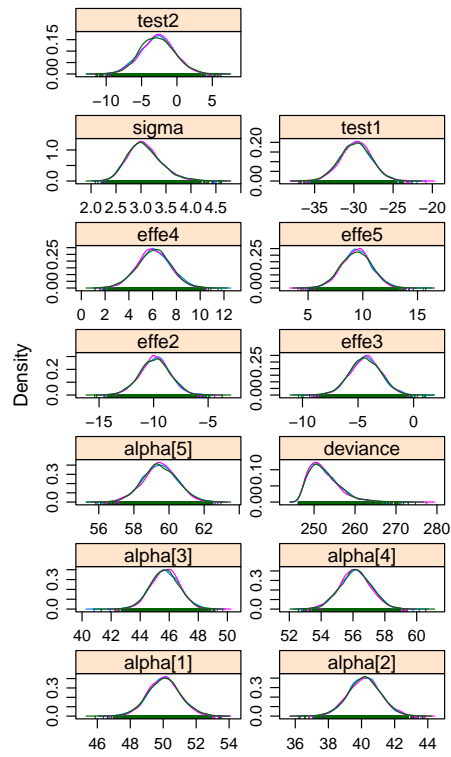 test2
0.00 0.15
−10 −5 0 5
sigma test1
0.0 1.0 0.00 0.20
2.0 2.5 3.0 3.5 4.0 4.5 −35 −30 −25 −20
effe4 effe5
0.00 0.25 0.00 0.25
0 2 4 6 8 10 12 5 10 15
effe2 effe3
Density
0.0 0.2 0.00 0.25
−15 −10 −5 −10 −5 0
alpha[5] deviance
0.0 0.3 0.00 0.10
56 58 60 62 250 260 270 280
alpha[3] alpha[4]
0.0 0.3 0.0 0.3
40 42 44 46 48 50 52 54 56 58 60
alpha[1] alpha[2]
0.0 0.3 0.0 0.3
46 48 50 52 54 36 38 40 42 44